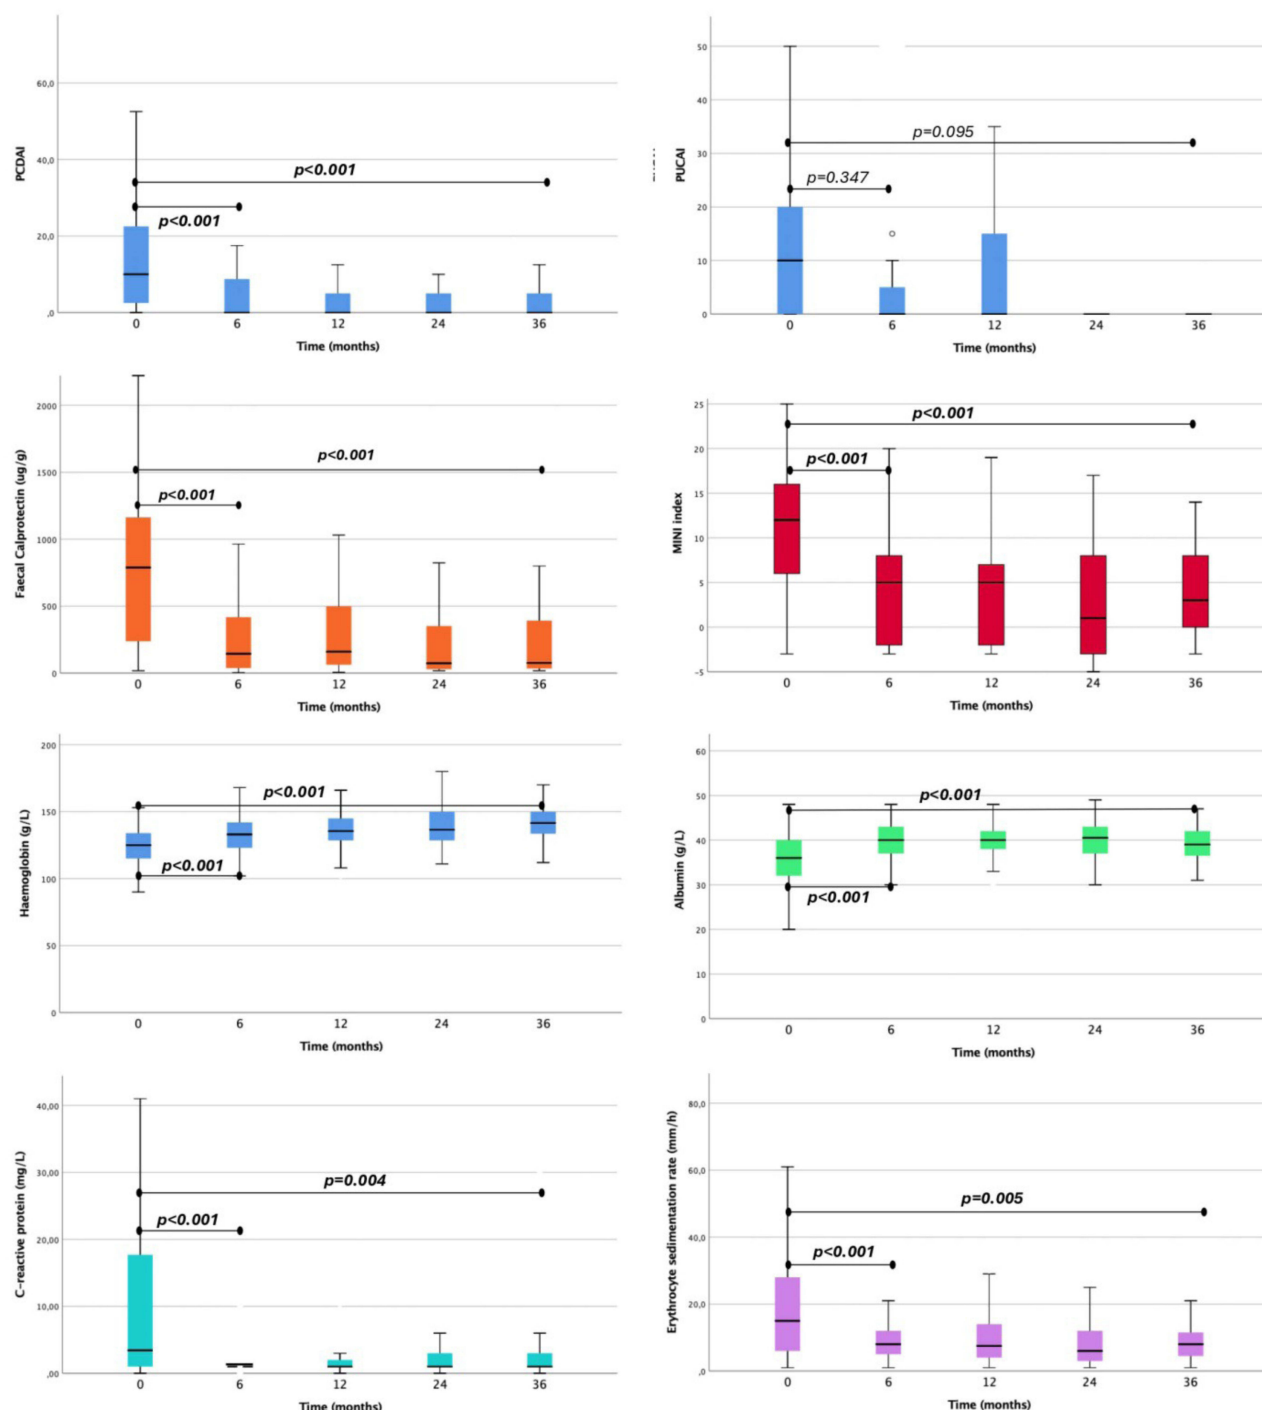 PCDAI
60,0
40,0
20,0
,0
p<0.001
p<0.001
0 6 12 24 36
Time (months)
PUCAI
50
40
30
20
10
0
p=0.095
p=0.347
0 6 12 24 36
Time (months)
Faecal Calprotectin (ug/g)
2000
1500
1000
500
0
p<0.001
p<0.001
0 6 12 24 36
Time (months)
MINI index
25
20
15
10
5
0
-5
p<0.001
p<0.001
0 6 12 24 36
Time (months)
Haemoglobin (g/L)
200
150
100
50
0
p<0.001
p<0.001
0 6 12 24 36
Time (months)
Albumin (g/L)
60
50
40
30
20
10
0
p<0.001
p<0.001
0 6 12 24 36
Time (months)
C-reactive protein (mg/L)
40,00
30,00
20,00
10,00
,00
p=0.004
p<0.001
0 6 12 24 36
Time (months)
Erythrocyte sedimentation rate (mm/h)
80,0
60,0
40,0
20,0
,0
p=0.005
p<0.001
0 6 12 24 36
Time (months)